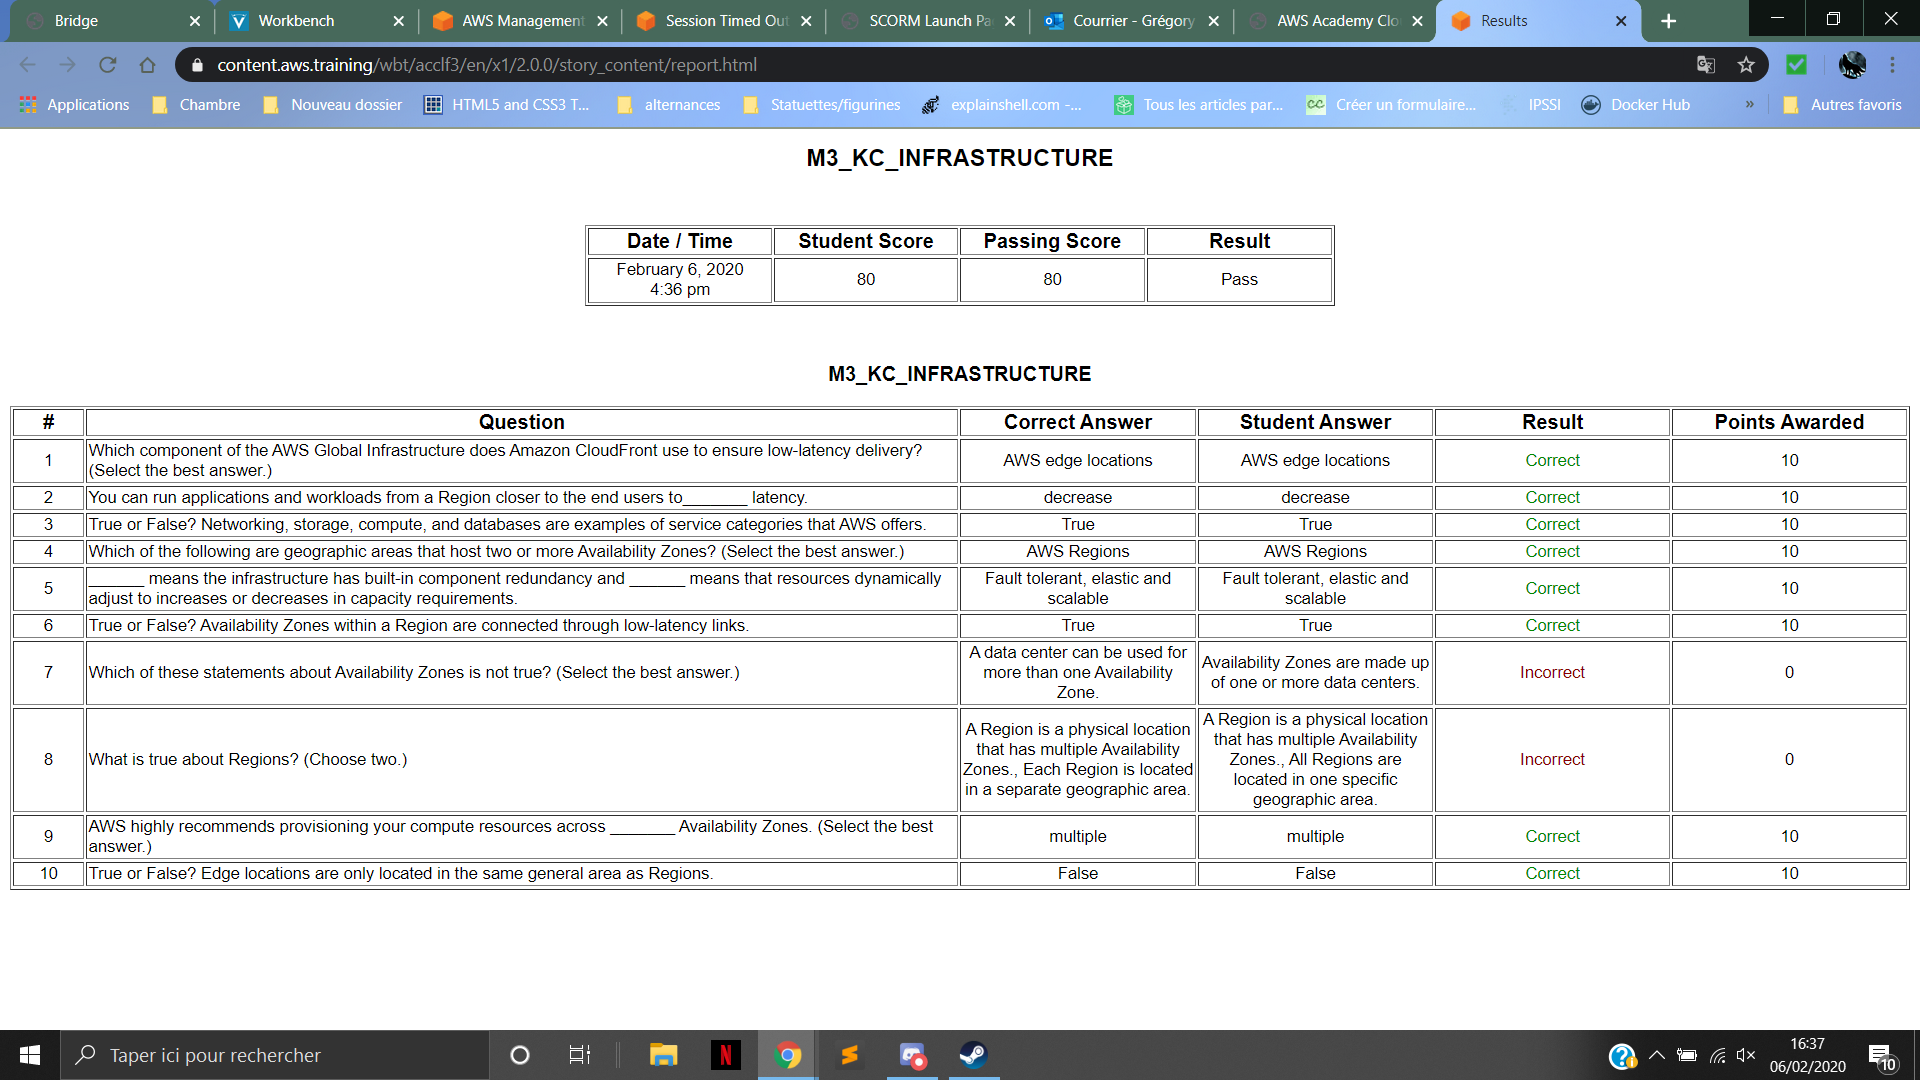 Bridge
Workbench
AWS Management
Session Timed Out
SCORM Launch Pa
Courrier - Grégory
AWS Academy Clo
Results
content.aws.training/wbt/acclf3/en/x1/2.0.0/story_content/report.html
Applications
Chambre
Nouveau dossier
HTML5 and CSS3 T...
alternances
Statuettes/figurines
explainshell.com -...
Tous les articles par...
Créer un formulaire...
IPSSI
Docker Hub
»
Autres favoris
M3_KC_INFRASTRUCTURE
Date / Time Student Score Passing Score Result
February 6, 2020
4:36 pm
80
80
Pass
M3_KC_INFRASTRUCTURE
# Question Correct Answer Student Answer Result Points Awarded
1
Which component of the AWS Global Infrastructure does Amazon CloudFront use to ensure low-latency delivery?
(Select the best answer.)
AWS edge locations
AWS edge locations
Correct
10
2
You can run applications and workloads from a Region closer to the end users to_______ latency.
decrease
decrease
Correct
10
3
True or False? Networking, storage, compute, and databases are examples of service categories that AWS offers.
True
True
Correct
10
4
Which of the following are geographic areas that host two or more Availability Zones? (Select the best answer.)
AWS Regions
AWS Regions
Correct
10
5
______ means the infrastructure has built-in component redundancy and ______ means that resources dynamically
adjust to increases or decreases in capacity requirements.
Fault tolerant, elastic and
scalable
Fault tolerant, elastic and
scalable
Correct
10
6
True or False? Availability Zones within a Region are connected through low-latency links.
True
True
Correct
10
7
Which of these statements about Availability Zones is not true? (Select the best answer.)
A data center can be used for
more than one Availability
Zone.
Availability Zones are made up
of one or more data centers.
Incorrect
0
8
What is true about Regions? (Choose two.)
A Region is a physical location
that has multiple Availability
Zones., Each Region is located
in a separate geographic area.
A Region is a physical location
that has multiple Availability
Zones., All Regions are
located in one specific
geographic area.
Incorrect
0
9
AWS highly recommends provisioning your compute resources across _______ Availability Zones. (Select the best
answer.)
multiple
multiple
Correct
10
10
True or False? Edge locations are only located in the same general area as Regions.
False
False
Correct
10
Taper ici pour rechercher
16:37
06/02/2020
10